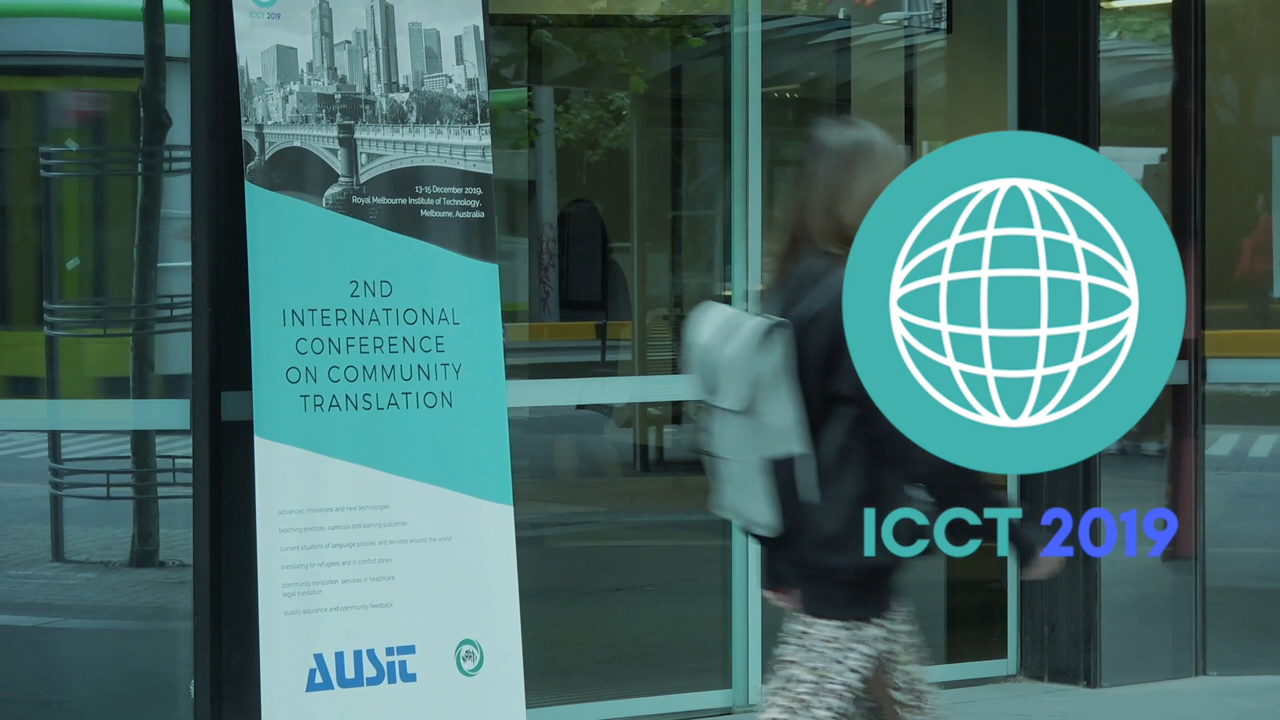 ICCT 2019
13-15 December 2019,
Royal Melbourne Institute of Technology,
Melbourne, Australia
2ND
INTERNATIONAL
CONFERENCE
ON COMMUNITY
TRANSLATION
advances, innovations and new technologies
teaching practices, curricula and learning outcomes
current situations of language policies and services around the world
translating for refugees and in conflict zones
community translation services in healthcare
legal translation
quality assurance and community feedback
AUSIT
ICCT 2019